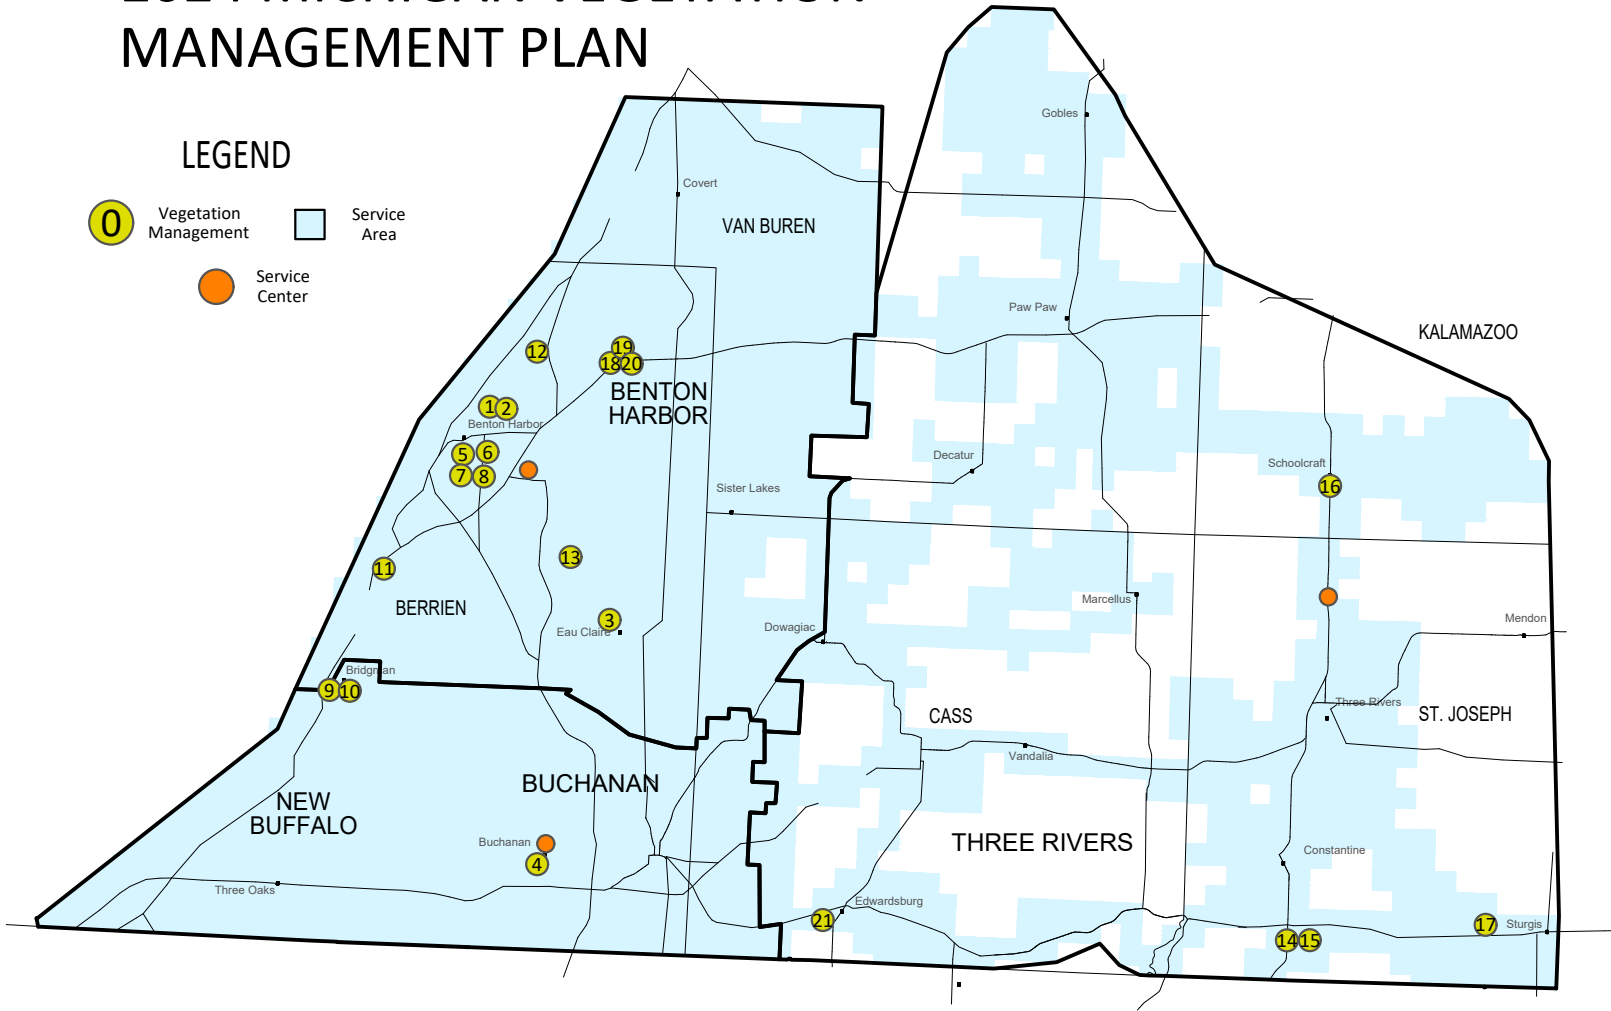 2024 MICHIGAN VEGETATION
MANAGEMENT PLAN
LEGEND
0
Vegetation
Management
Service
Area
Service
Center
Gobles
Covert
VAN BUREN
Paw Paw
KALAMAZOO
12
19
18
20
BENTON
HARBOR
1
2
Benton Harbor
5
6
7
8
Decatur
Schoolcraft
16
Sister Lakes
13
11
BERRIEN
3
Eau Claire
Marcellus
Dowagiac
Mendon
Bridgman
9
10
CASS
Three Rivers
ST. JOSEPH
Vandalia
BUCHANAN
NEW
BUFFALO
Buchanan
4
THREE RIVERS
Constantine
Three Oaks
Edwardsburg
21
17
Sturgis
14
15